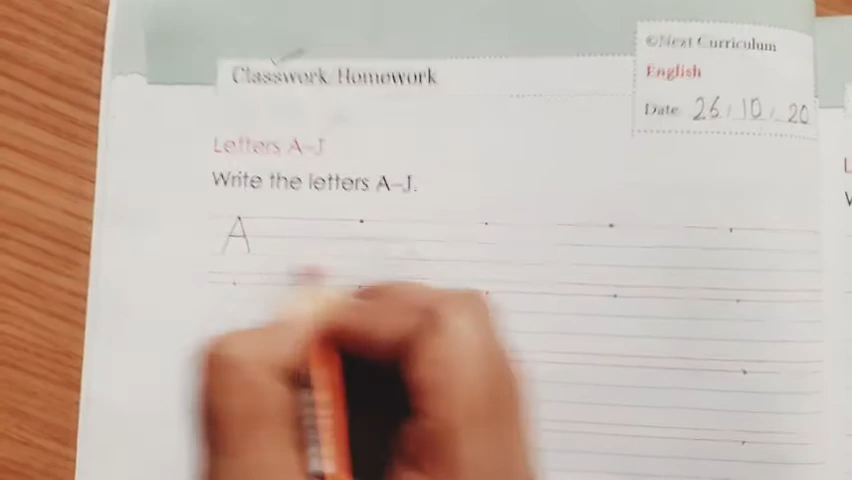 ©Next Curriculum
English
Date 26/10/20
Classwork/Homework
Letters A-J
Write the letters A-J.
A